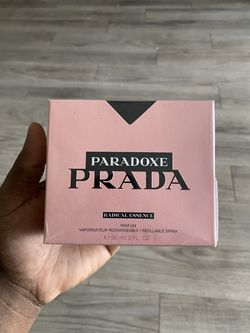 PARADOXE
PRADA
RADICAL ESSENCE
PARFUM
VAPORISATEUR RECHARGEABLE / REFILLABLE SPRAY
90 ml 3 FL. OZ